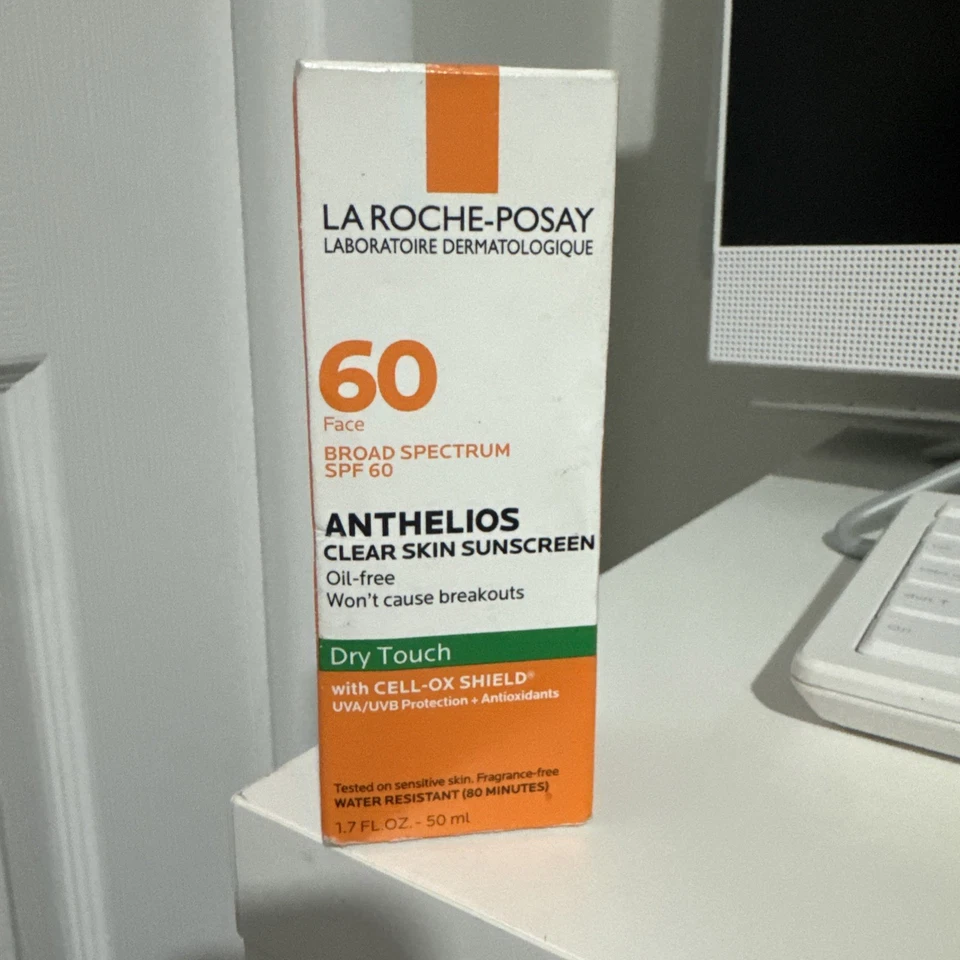 LA ROCHE-POSAY
LABORATOIRE DERMATOLOGIQUE
60
Face
BROAD SPECTRUM
SPF 60
ANTHELIOS
CLEAR SKIN SUNSCREEN
Oil-free
Won't cause breakouts
Dry Touch
with CELL-OX SHIELD®
UVA/UVB Protection + Antioxidants
Tested on sensitive skin. Fragrance-free
WATER RESISTANT (80 MINUTES)
1.7 FL.OZ. - 50 ml